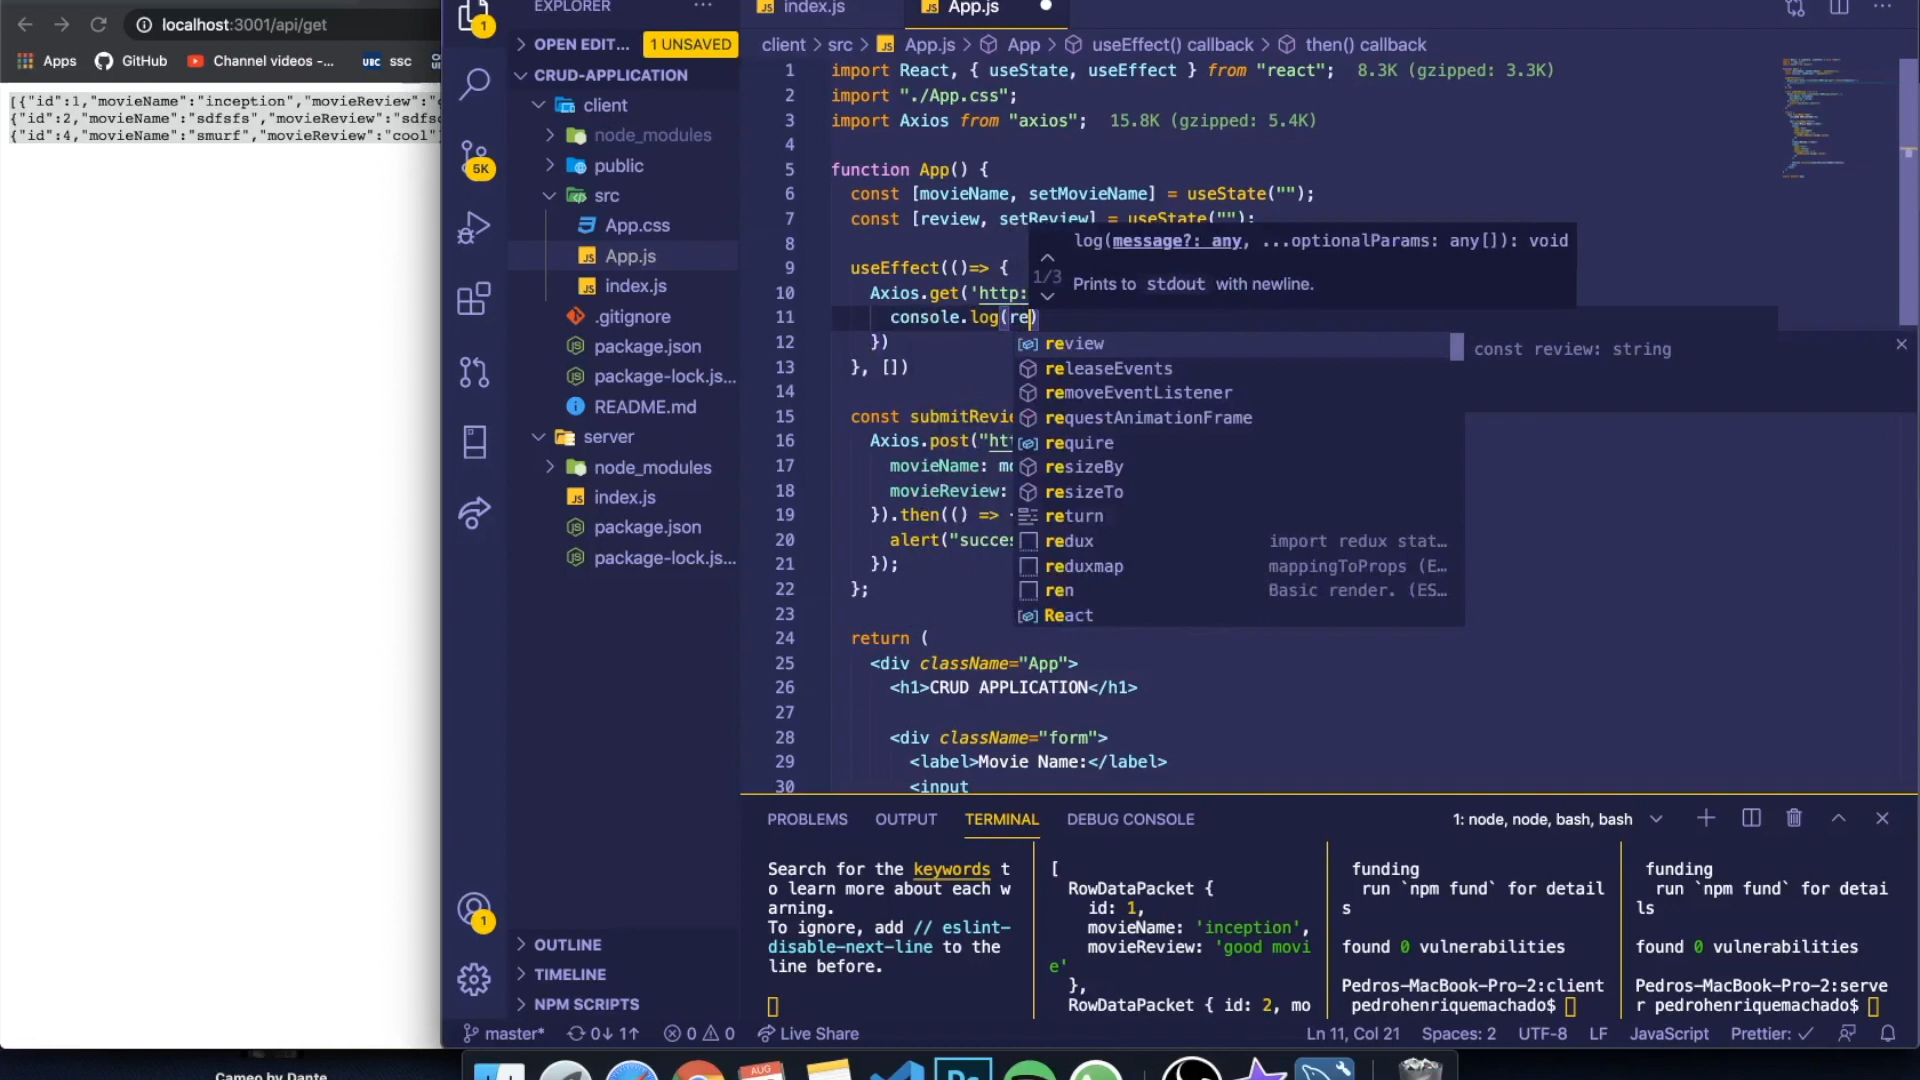 localhost:3001/api/get
Apps GitHub Channel videos -... UBC ssc
[{"id":1,"movieName":"inception","movieReview":"
{"id":2,"movieName":"sdfsfs","movieReview":"sdfs
{"id":4,"movieName":"smurf","movieReview":"cool"
EXPLORER ...
OPEN EDIT... 1 UNSAVED
CRUD-APPLICATION
client
node_modules
public
src
App.css
App.js
index.js
.gitignore
package.json
package-lock.js...
README.md
server
node_modules
index.js
package.json
package-lock.js...
OUTLINE
TIMELINE
NPM SCRIPTS
1
5K
1
index.js App.js
client > src > App.js > App > useEffect() callback > then() callback
1 import React, { useState, useEffect } from "react"; 8.3K (gzipped: 3.3K)
2 import "./App.css";
3 import Axios from "axios"; 15.8K (gzipped: 5.4K)
4
5 function App() {
6 const [movieName, setMovieName] = useState("");
7 const [review, setReview] = useState("");
8
9 useEffect(()=> {
10 Axios.get('http:
11 console.log(re)
12 })
13 }, [])
14
15 const submitRevi
16 Axios.post("htt
17 movieName: mo
18 movieReview:
19 }).then(() =>
20 alert("succes
21 });
22 };
23
24 return (
25 <div className="App">
26 <h1>CRUD APPLICATION</h1>
27
28 <div className="form">
29 <label>Movie Name:</label>
30 <input
log(message?: any, ...optionalParams: any[]): void
1/3 Prints to stdout with newline.
review
releaseEvents
removeEventListener
requestAnimationFrame
require
resizeBy
resizeTo
return
redux import redux stat...
reduxmap mappingToProps (E...
ren Basic render. (ES...
React
const review: string
PROBLEMS OUTPUT TERMINAL DEBUG CONSOLE 1: node, node, bash, bash
Search for the keywords t
o learn more about each w
arning.
To ignore, add // eslint-
disable-next-line to the
line before.
[
RowDataPacket {
id: 1,
movieName: 'inception',
movieReview: 'good movi
e'
},
RowDataPacket { id: 2, mo
funding
run `npm fund` for detail
s
found 0 vulnerabilities
Pedros-MacBook-Pro-2:client
pedrohenriquemachado$
funding
run `npm fund` for detai
ls
found 0 vulnerabilities
Pedros-MacBook-Pro-2:serve
r pedrohenriquemachado$
master* 0↓ 1↑ 0 0 Live Share Ln 11, Col 21 Spaces: 2 UTF-8 LF JavaScript Prettier: ✓
AUG
Cameo by Dante